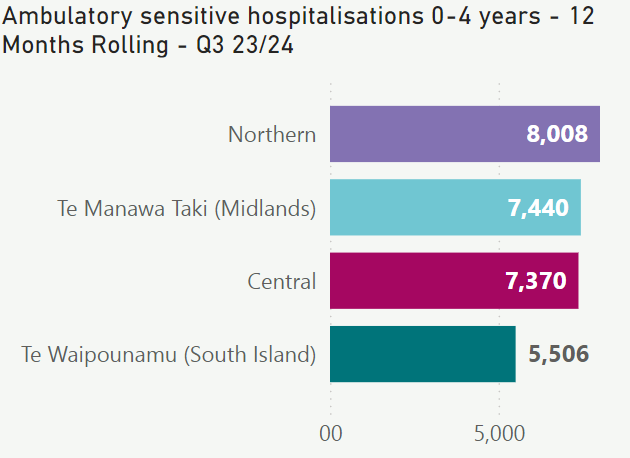 Ambulatory sensitive hospitalisations 0-4 years - 12
Months Rolling - Q3 23/24
Northern 8,008
Te Manawa Taki (Midlands) 7,440
Central 7,370
Te Waipounamu (South Island) 5,506
00 5,000